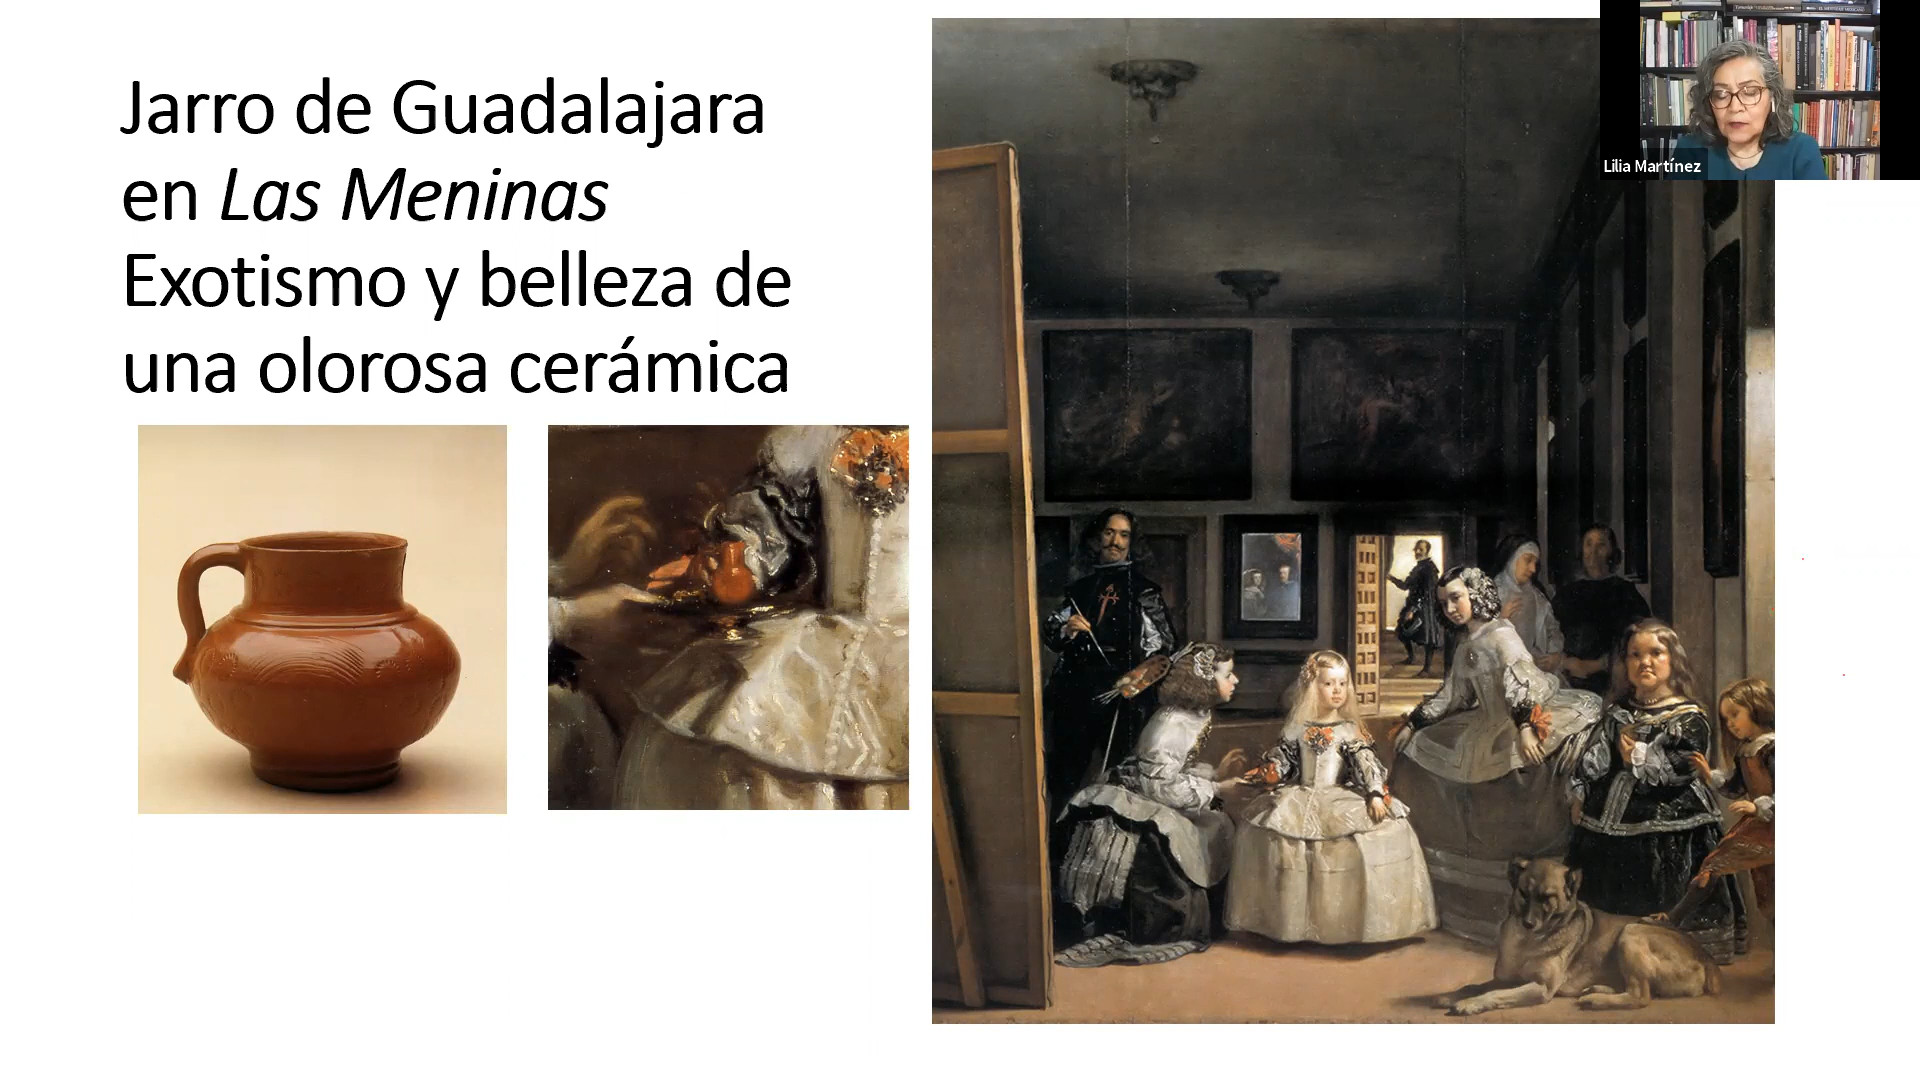 Jarro de Guadalajara
en Las Meninas
Exotismo y belleza de
una olorosa cerámica
Lilia Martínez